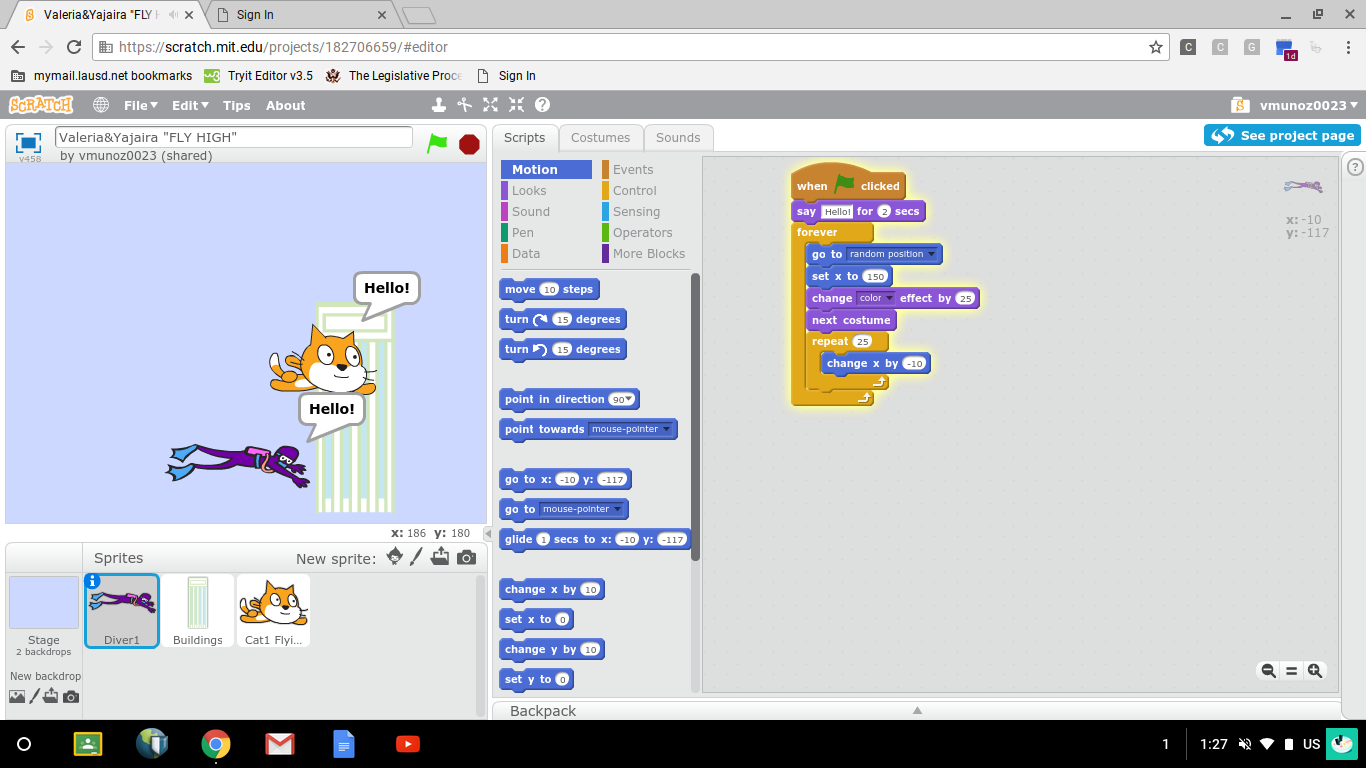 Valeria&Yajaira "FLY H
Sign In
https://scratch.mit.edu/projects/182706659/#editor
C
C
G
1d
mymail.lausd.net bookmarks
W3
Tryit Editor v3.5
The Legislative Proce
Sign In
SCRATCH
File
Edit
Tips
About
vmunoz0023
v458
Valeria&Yajaira "FLY HIGH"
by vmunoz0023 (shared)
Scripts
Costumes
Sounds
See project page
Motion
Events
Looks
Control
Sound
Sensing
Pen
Operators
Data
More Blocks
move 10 steps
turn 15 degrees
turn 15 degrees
point in direction 90
point towards mouse-pointer
go to x: -10 y: -117
go to mouse-pointer
glide 1 secs to x: -10 y: -117
change x by 10
set x to 0
change y by 10
set y to 0
when clicked
say Hello! for 2 secs
forever
go to random position
set x to 150
change color effect by 25
next costume
repeat 25
change x by -10
x: -10
y: -117
?
Hello!
Hello!
x: 186 y: 180
Sprites
New sprite:
Stage
2 backdrops
New backdrop
Diver1
Buildings
Cat1 Flyi...
Backpack
1
1:27
US